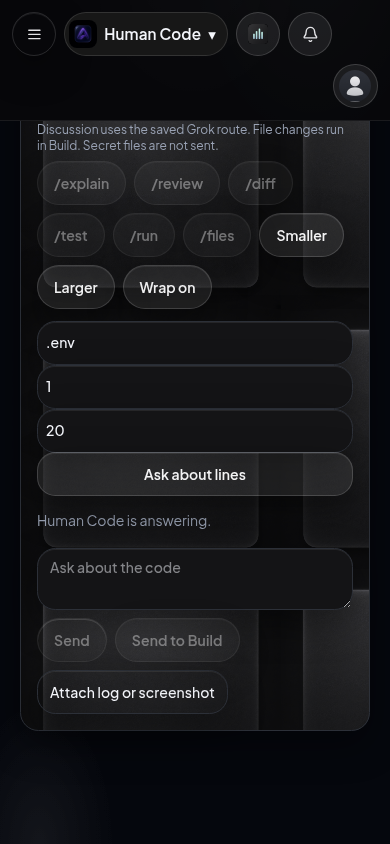 Human Code ▾
Discussion uses the saved Grok route. File changes run
in Build. Secret files are not sent.
/explain /review /diff
/test /run /files Smaller
Larger Wrap on
.env
1
20
Ask about lines
Human Code is answering.
Ask about the code
Send Send to Build
Attach log or screenshot